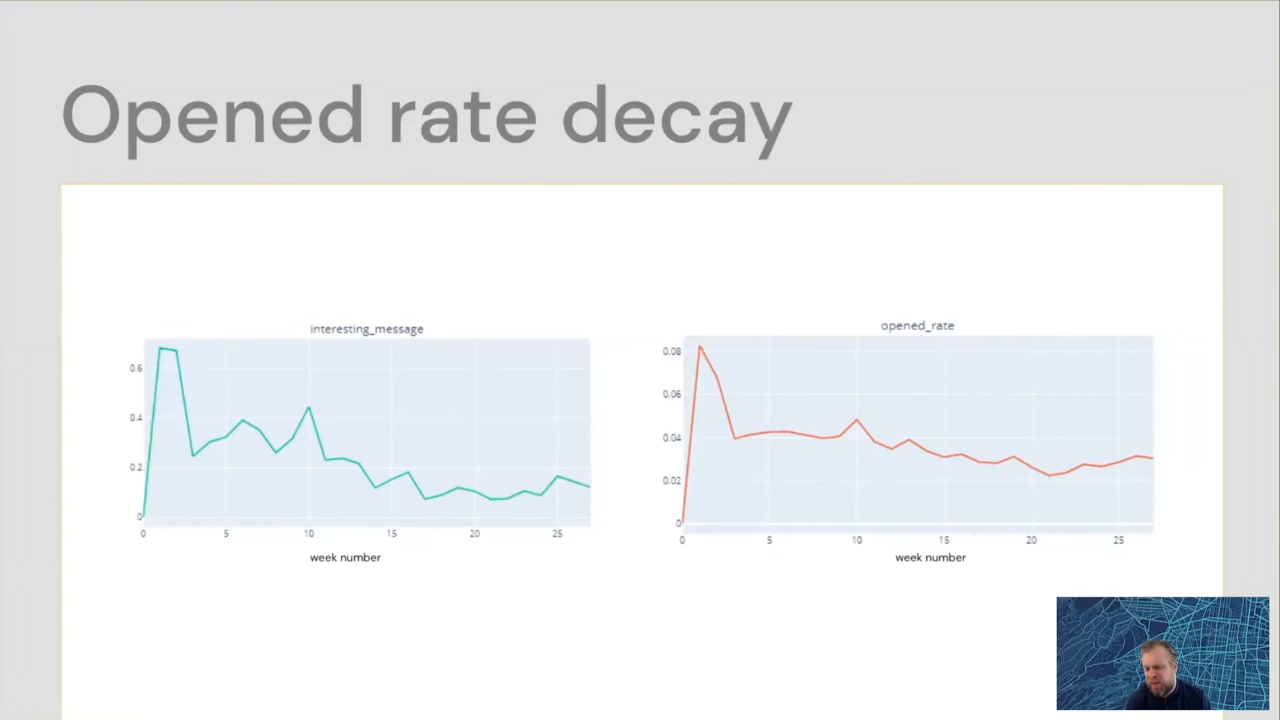 Opened rate decay
interesting_message
0.6
0.4
0.2
0
0 5 10 15 20 25
week number
opened_rate
0.08
0.06
0.04
0.02
0
0 5 10 15 20 25
week number